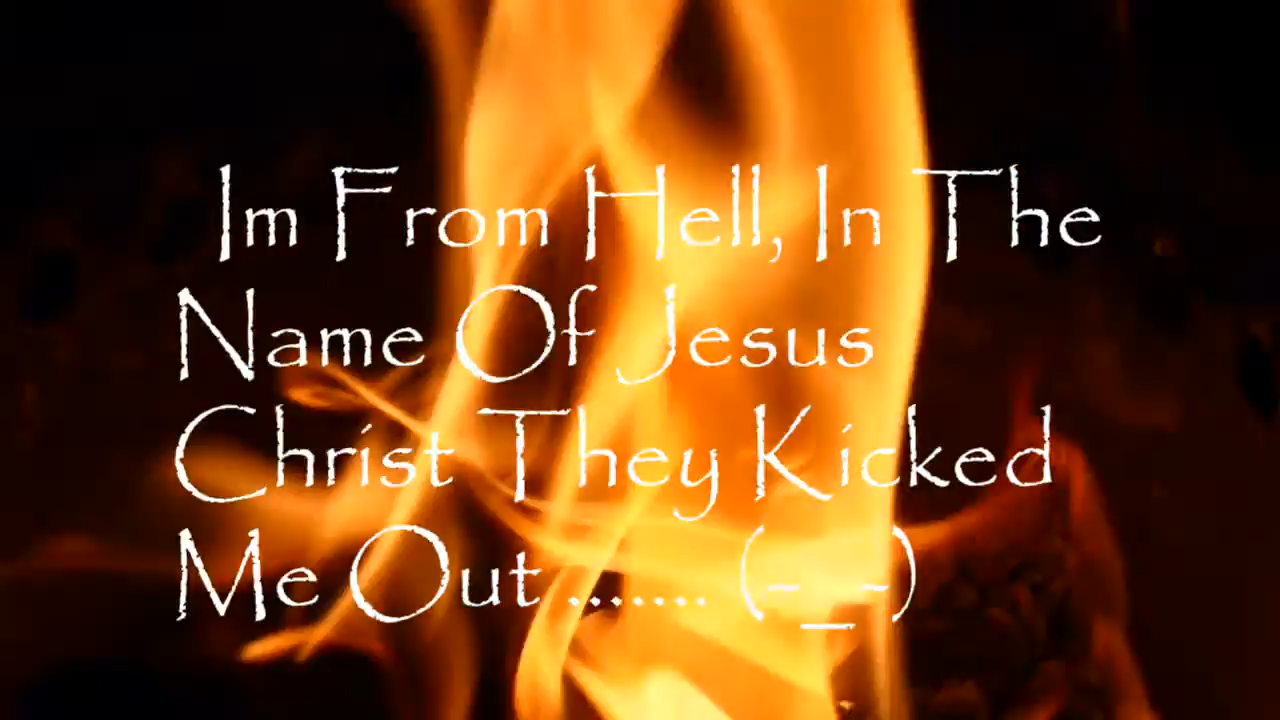 Im From Hell, In The
Name Of Jesus
Christ They Kicked
Me Out ....... (-_-)